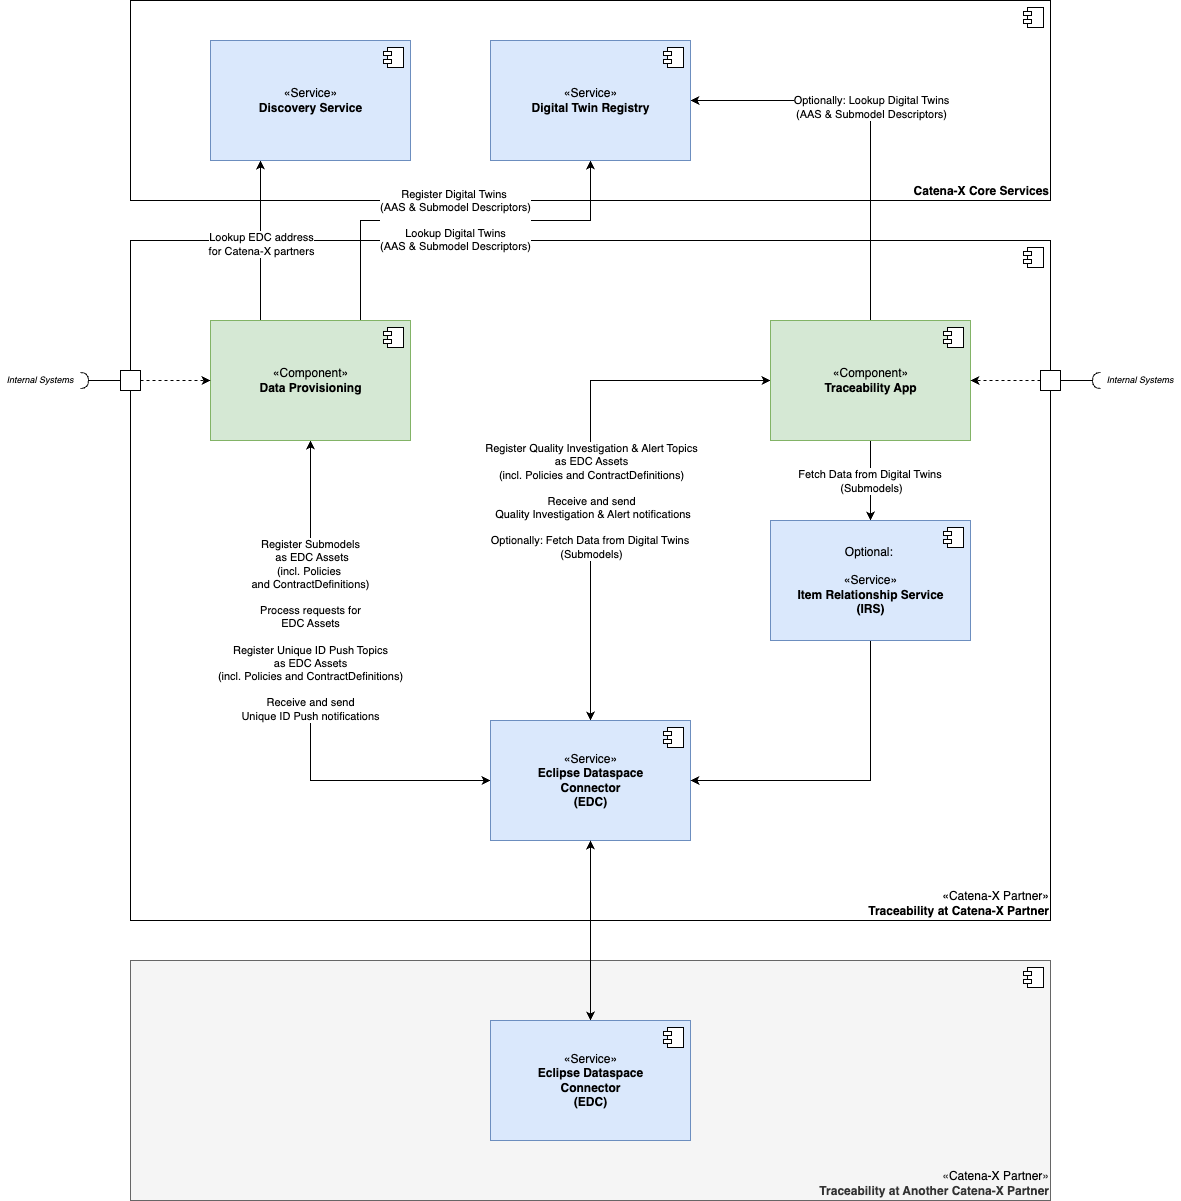 «Service»
Discovery Service
«Service»
Digital Twin Registry
Optionally: Lookup Digital Twins
(AAS & Submodel Descriptors)
Catena-X Core Services
Register Digital Twins
(AAS & Submodel Descriptors)
Lookup Digital Twins
(AAS & Submodel Descriptors)
Lookup EDC address
for Catena-X partners
Internal Systems
«Component»
Data Provisioning
«Component»
Traceability App
Internal Systems
Register Quality Investigation & Alert Topics
as EDC Assets
(incl. Policies and ContractDefinitions)
Receive and send
Quality Investigation & Alert notifications
Optionally: Fetch Data from Digital Twins
(Submodels)
Fetch Data from Digital Twins
(Submodels)
Optional:
«Service»
Item Relationship Service
(IRS)
Register Submodels
as EDC Assets
(incl. Policies
and ContractDefinitions)
Process requests for
EDC Assets
Register Unique ID Push Topics
as EDC Assets
(incl. Policies and ContractDefinitions)
Receive and send
Unique ID Push notifications
«Service»
Eclipse Dataspace
Connector
(EDC)
«Catena-X Partner»
Traceability at Catena-X Partner
«Service»
Eclipse Dataspace
Connector
(EDC)
«Catena-X Partner»
Traceability at Another Catena-X Partner